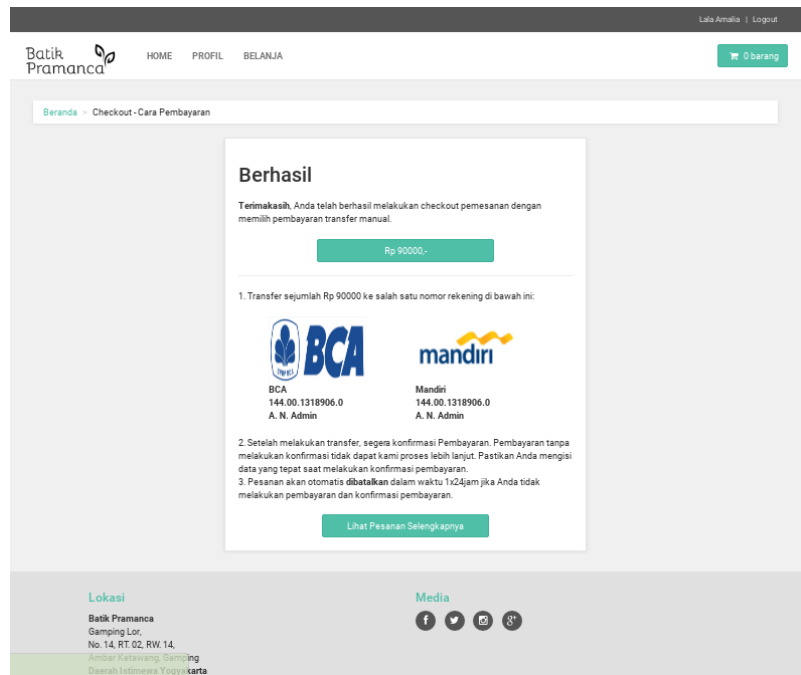 Lala Amalia | Logout
Batik
Pramanca
HOME PROFIL BELANJA
0 barang
Beranda > Checkout - Cara Pembayaran
Berhasil
Terimakasih, Anda telah berhasil melakukan checkout pemesanan dengan
memilih pembayaran transfer manual.
Rp 90000,-
1. Transfer sejumlah Rp 90000 ke salah satu nomor rekening di bawah ini:
BCA
mandiri
BCA
144.00.1318906.0
A. N. Admin
Mandiri
144.00.1318906.0
A. N. Admin
2. Setelah melakukan transfer, segera konfirmasi Pembayaran. Pembayaran tanpa
melakukan konfirmasi tidak dapat kami proses lebih lanjut. Pastikan Anda mengisi
data yang tepat saat melakukan konfirmasi pembayaran.
3. Pesanan akan otomatis dibatalkan dalam waktu 1x24jam jika Anda tidak
melakukan pembayaran dan konfirmasi pembayaran.
Lihat Pesanan Selengkapnya
Lokasi
Batik Pramanca
Gamping Lor,
No. 14, RT. 02, RW. 14,
Ambar Ketawang, Gamping
Daerah Istimewa Yogyakarta
Media
f
g+